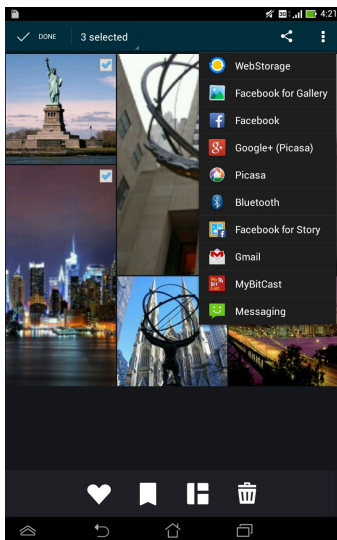 4:21
DONE
3 selected
WebStorage
Facebook for Gallery
Facebook
Google+ (Picasa)
Picasa
Bluetooth
Facebook for Story
Gmail
MyBitCast
Messaging